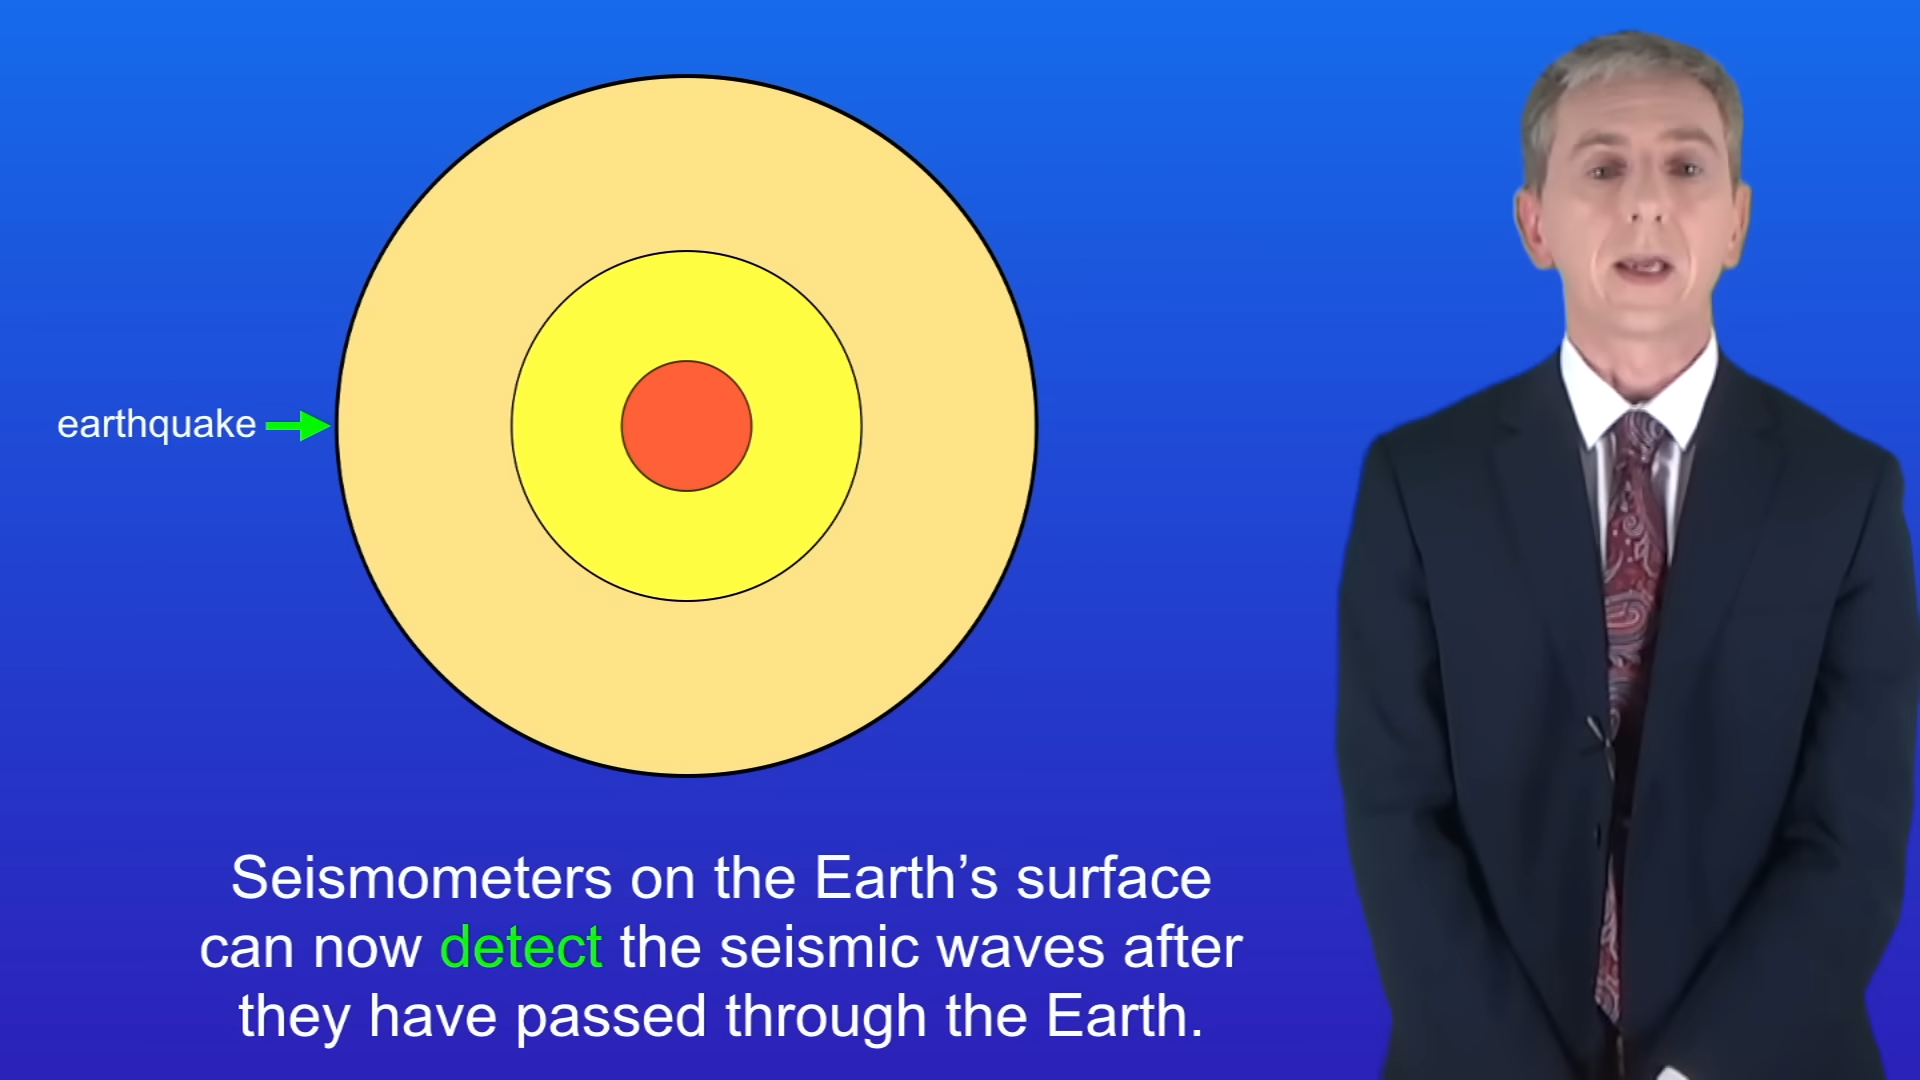 earthquake
Seismometers on the Earth’s surface
can now detect the seismic waves after
they have passed through the Earth.